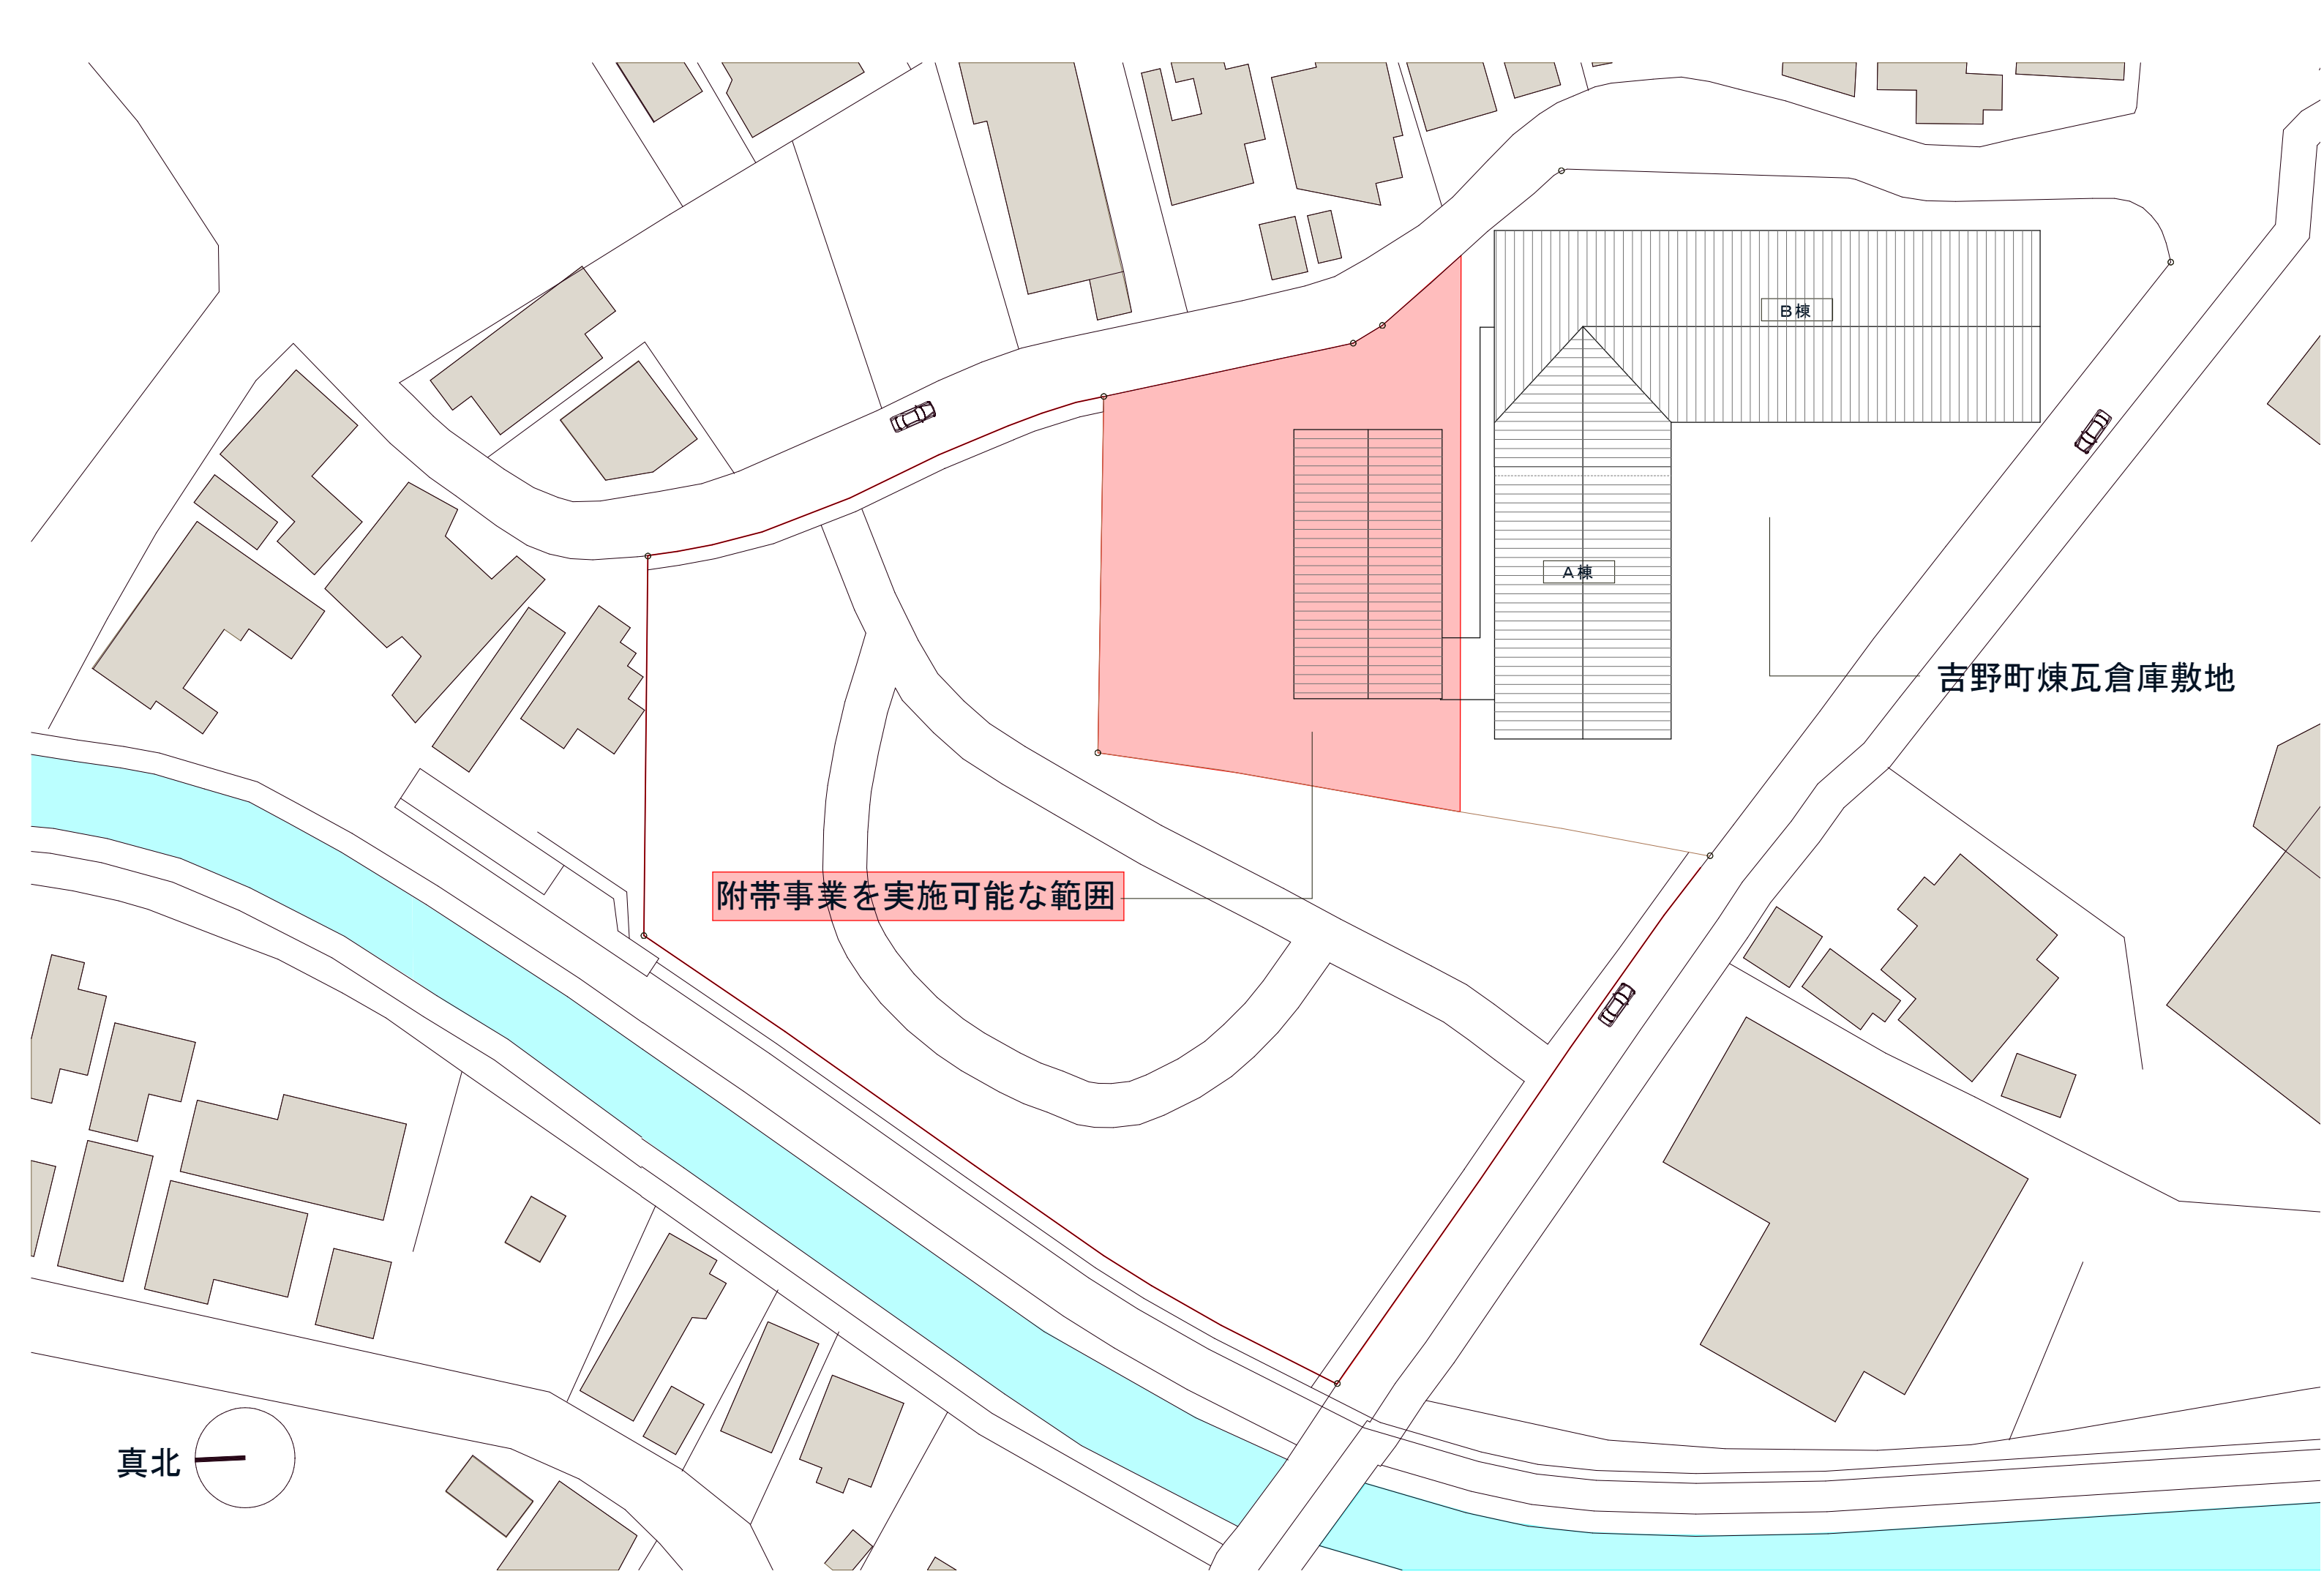 B棟
A棟
吉野町煉瓦倉庫敷地
附帯事業を実施可能な範囲
真北